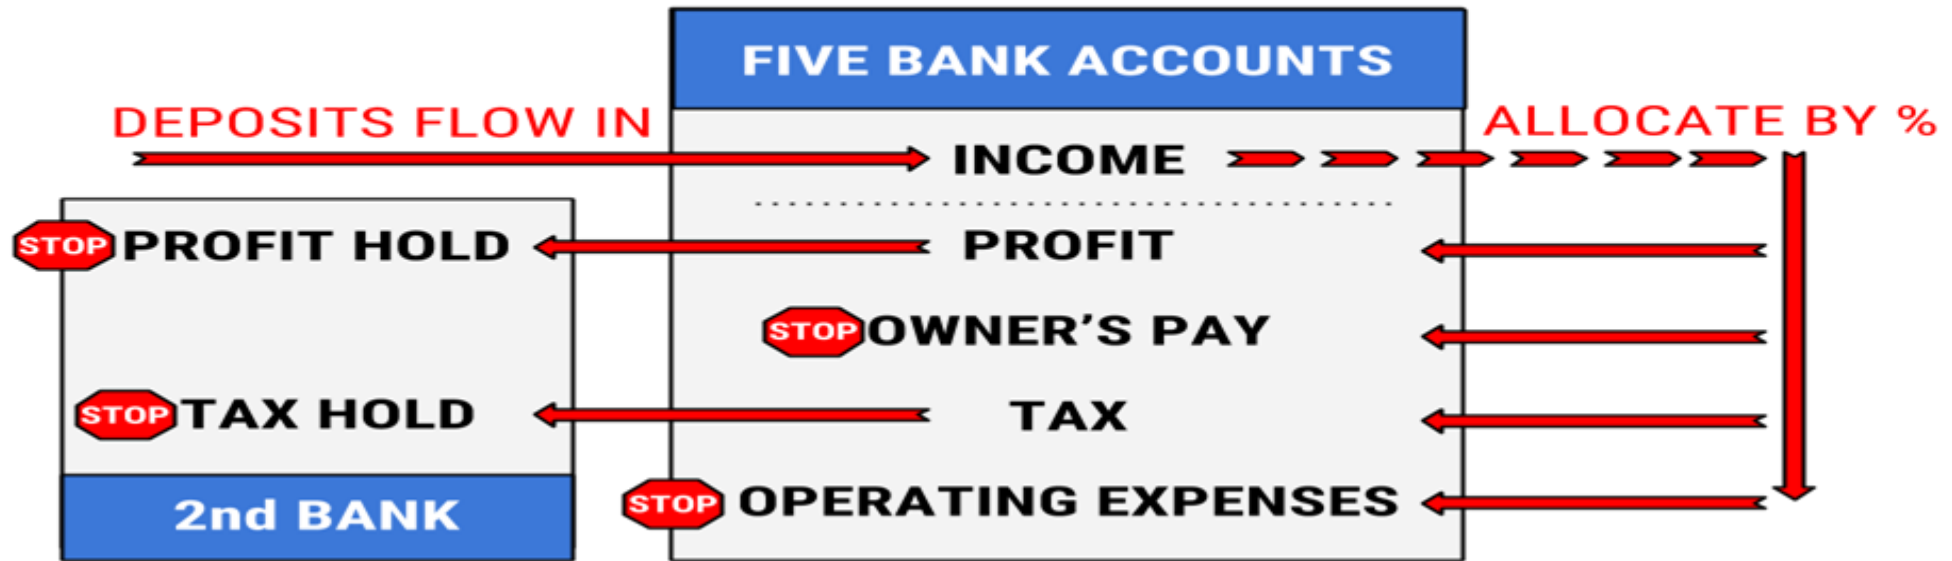 FIVE BANK ACCOUNTS
DEPOSITS FLOW IN
ALLOCATE BY %
INCOME
STOP PROFIT HOLD
PROFIT
STOP OWNER'S PAY
STOP TAX HOLD
TAX
STOP OPERATING EXPENSES
2nd BANK